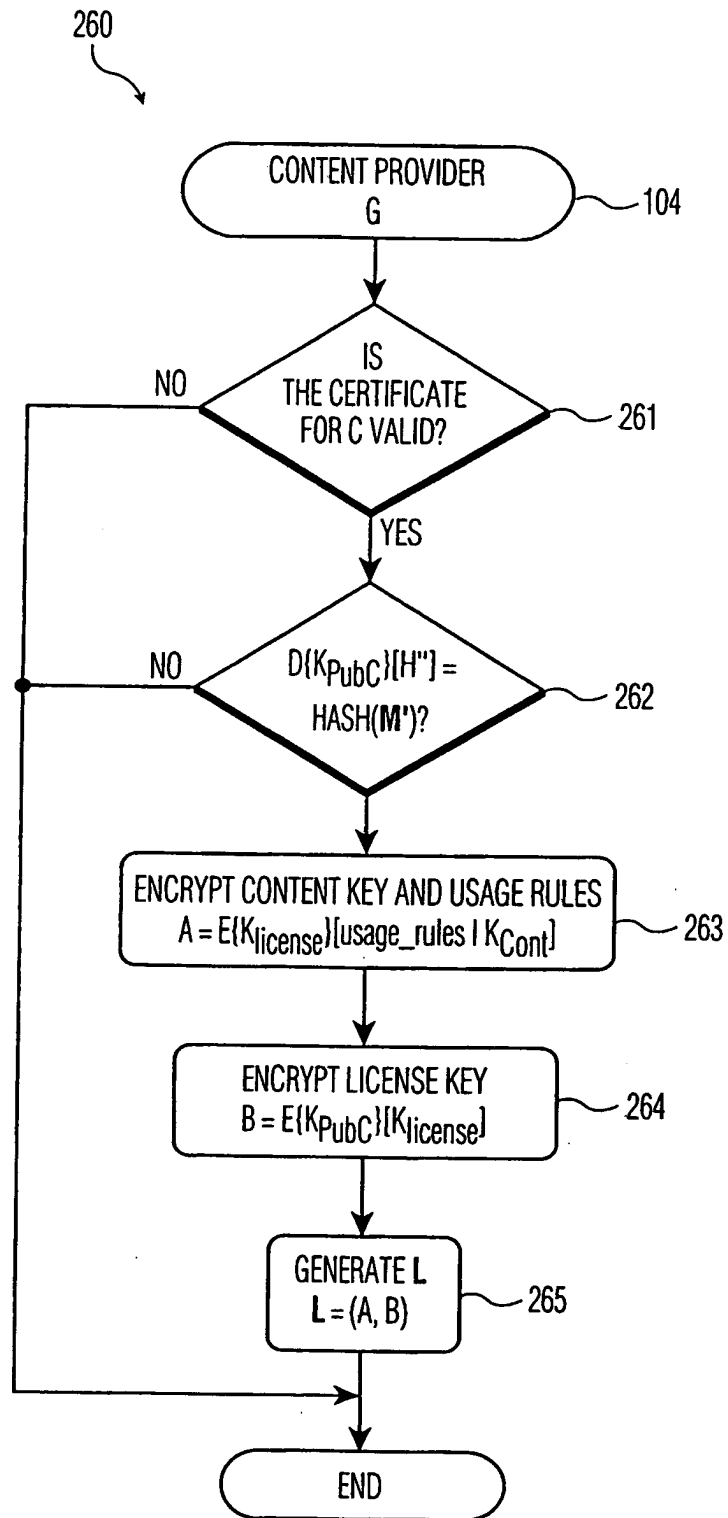 260
CONTENT PROVIDER
G
104
IS
THE CERTIFICATE
FOR C VALID?
NO
261
YES
D{KPubC}[H"] =
HASH(M')?
NO
262
ENCRYPT CONTENT KEY AND USAGE RULES
A = E{Klicense}[usage_rules | KCont]
263
ENCRYPT LICENSE KEY
B = E{KPubC}[Klicense]
264
GENERATE L
L = (A, B)
265
END